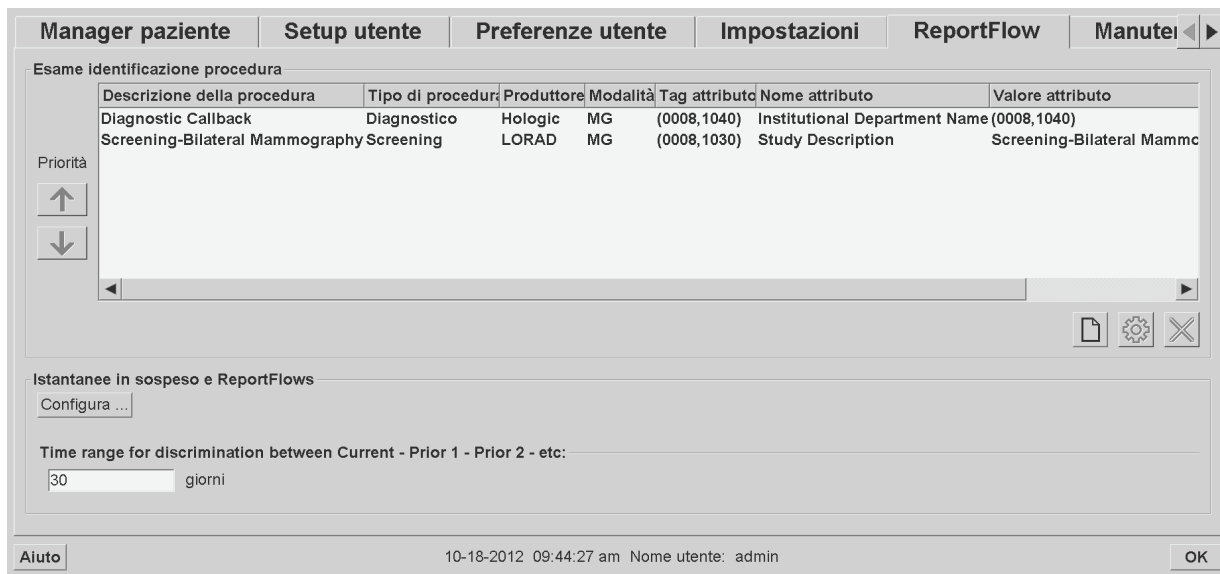 Manager paziente Setup utente Preferenze utente Impostazioni ReportFlow
Esame identificazione procedura
Descrizione della procedura Tipo di procedura Produttore Modalità Tag attributo Nome attributo Valore attributo
Diagnostic Callback Diagnostico Hologic MG (0008,1040) Institutional Department Name (0008,1040)
Screening-Bilateral Mammography Screening LORAD MG (0008,1030) Study Description Screening-Bilateral
Priorità
Istantanee in sospeso e ReportFlows
Configura ...
Time range for discrimination between Current - Prior 1 - Prior 2 - etc:
30 giorni
Aiuto 10-18-2012 09:44:27 am Nome utente: admin OK